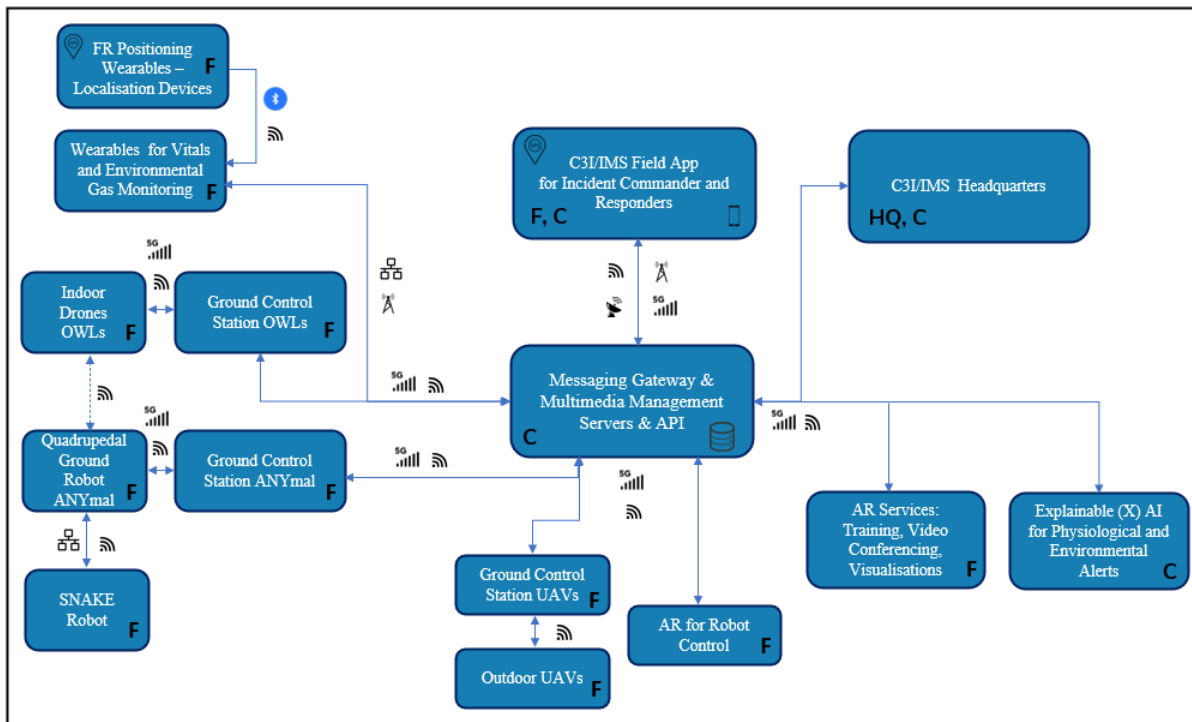 FR Positioning
Wearables –
Localisation Devices
F
Wearables for Vitals
and Environmental
Gas Monitoring
F
C3I/IMS Field App
for Incident Commander and
Responders
F, C
C3I/IMS Headquarters
HQ, C
5G
Indoor
Drones
OWLs
F
Ground Control
Station OWLs
F
5G
5G
Messaging Gateway &
Multimedia Management
Servers & API
C
5G
5G
5G
Quadrupedal
Ground
Robot
ANYmal
F
Ground Control
Station ANYmal
F
5G
5G
SNAKE
Robot
F
Ground Control
Station UAVs
F
Outdoor UAVs
F
AR for Robot
Control
F
AR Services:
Training, Video
Conferencing,
Visualisations
F
Explainable (X) AI
for Physiological and
Environmental
Alerts
C